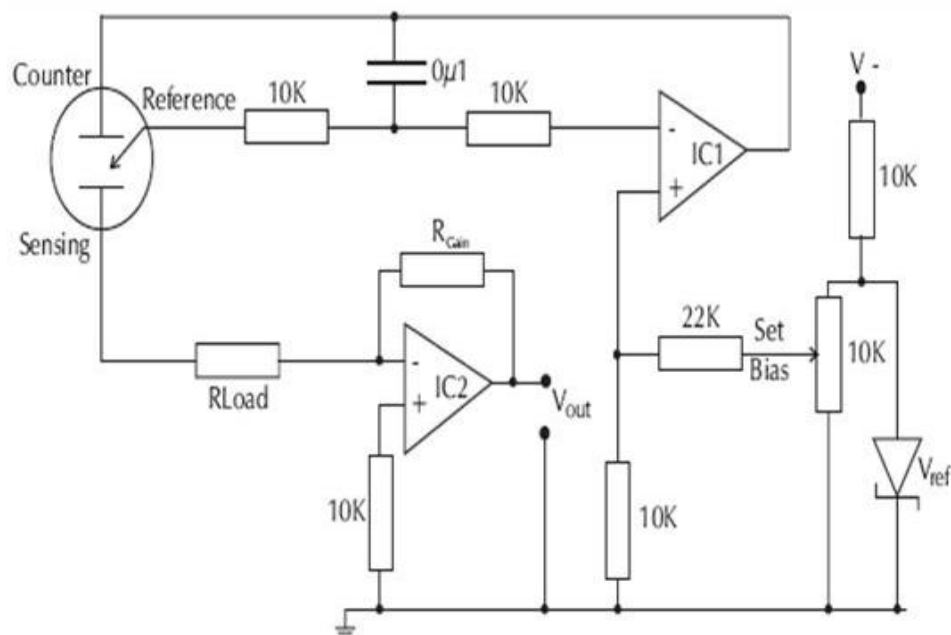 Counter
Reference
10K
0µ1
10K
-
IC1
+
V -
10K
Sensing
RGain
22K
Set
Bias
10K
RLoad
-
IC2
+
Vout
Vref
10K
10K